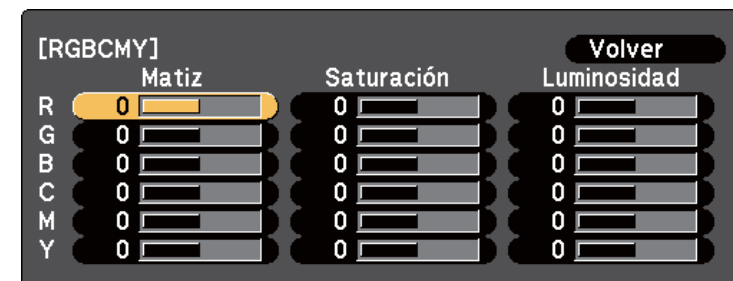 [RGBCMY] Volver
Matiz Saturación Luminosidad
R 0 0 0
G 0 0 0
B 0 0 0
C 0 0 0
M 0 0 0
Y 0 0 0